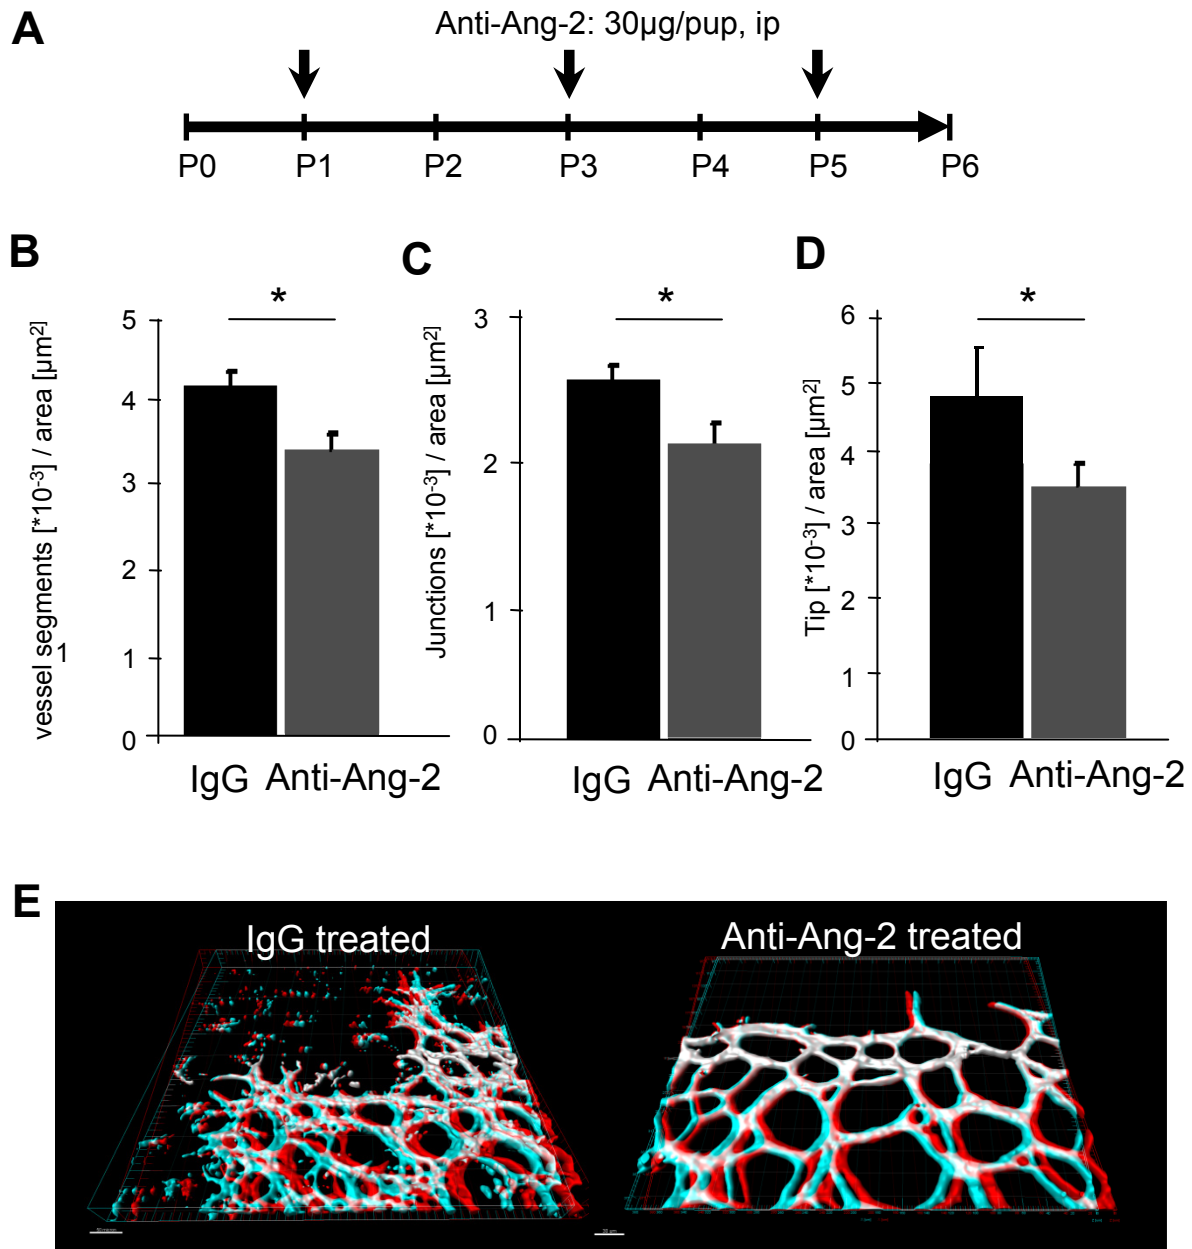 A
Anti-Ang-2: 30µg/pup, ip
P0 P1 P2 P3 P4 P5 P6
B
vessel segments [*10-3] / area [µm2]
1
5
4
3
2
1
0
*
IgG Anti-Ang-2
C
Junctions [*10-3] / area [µm2]
3
2
1
0
*
IgG Anti-Ang-2
D
Tip [*10-3] / area [µm2]
6
5
4
3
2
1
0
*
IgG Anti-Ang-2
E
IgG treated
Anti-Ang-2 treated